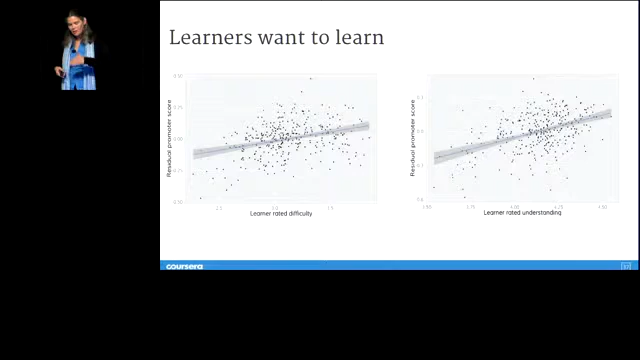 Learners want to learn
Residual promoter score
Learner rated difficulty
Residual promoter score
Learner rated understanding
coursera